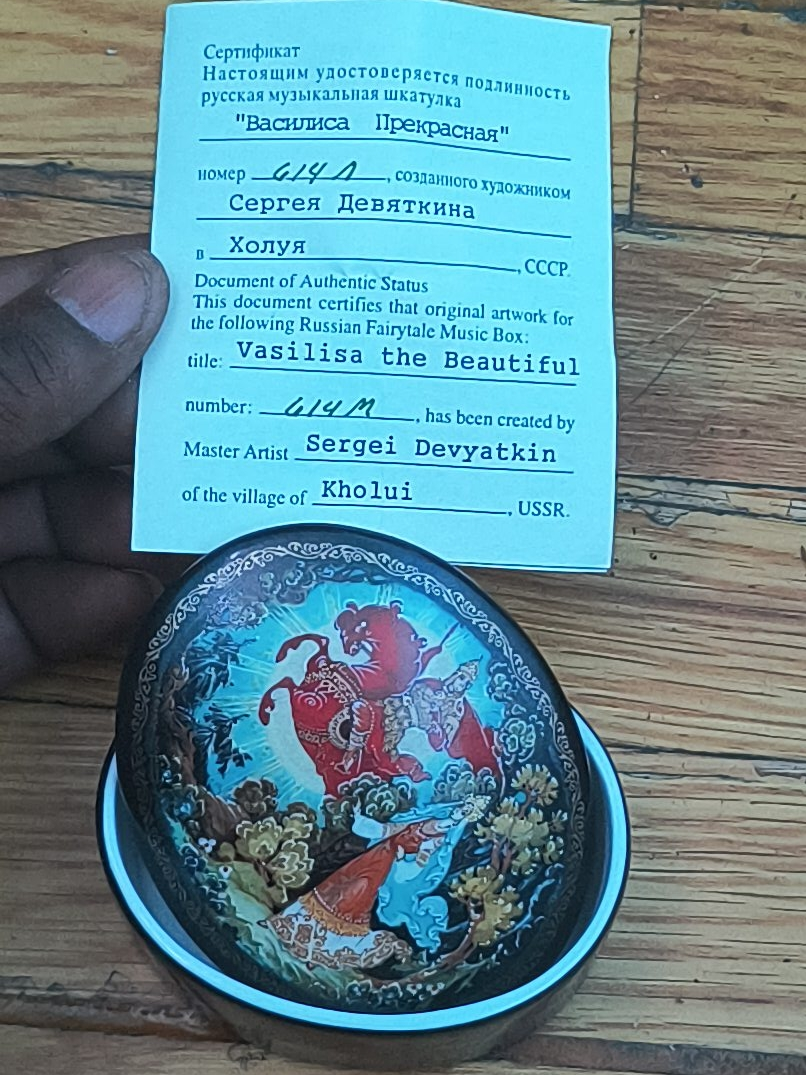 Сертификат
Настоящим удостоверяется подлинность
русская музыкальная шкатулка
"Василиса Прекрасная"
номер 614 Л, созданного художником
Сергея Девяткина
в Холуя, СССР.
Document of Authentic Status
This document certifies that original artwork for
the following Russian Fairytale Music Box:
title: Vasilisa the Beautiful
number: 614 M, has been created by
Master Artist Sergei Devyatkin
of the village of Kholui, USSR.